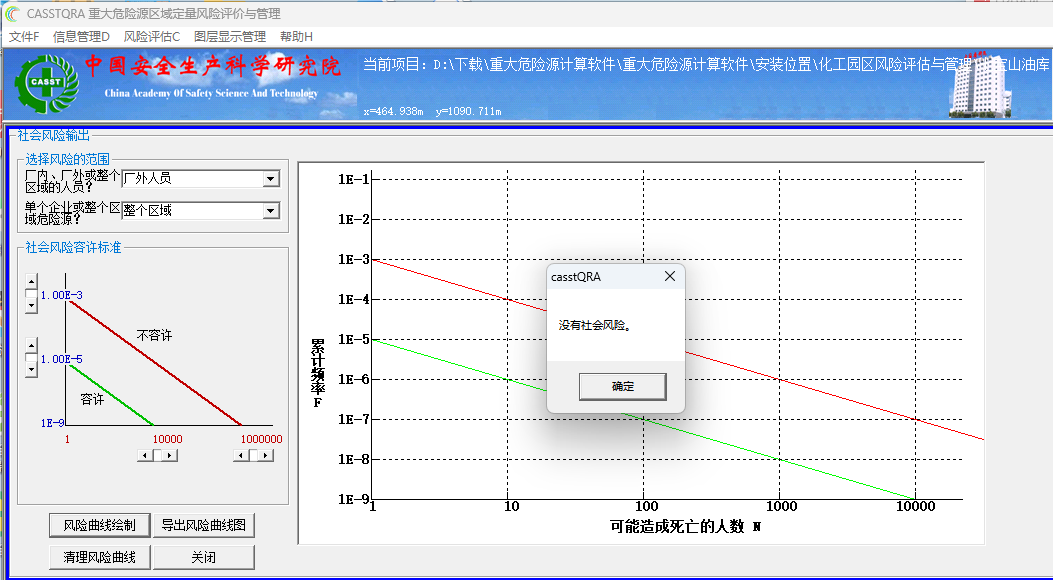 CASSTQRA 重大危险源区域定量风险评价与管理
文件F 信息管理D 风险评估C 图层显示管理 帮助H
CASST
中国安全生产科学研究院
China Academy Of Safety Science And Technology
当前项目：D:\下载\重大危险源计算软件\重大危险源计算软件\安装位置\化工园区风险评估与管理
宝山油库
x=464.938m y=1090.711m
社会风险输出
选择风险的范围
厂内、厂外或整个
区域的人员？
厂外人员
单个企业或整个区
域危险源？
整个区域
社会风险容许标准
1.00E-3
不容许
1.00E-5
容许
1E-9
1 10000 1000000
风险曲线绘制 导出风险曲线图
清理风险曲线 关闭
1E-1
1E-2
1E-3
1E-4
1E-5
1E-6
1E-7
1E-8
1E-9
累计频率F
1 10 100 1000 10000
可能造成死亡的人数 N
casstQRA
没有社会风险。
确定